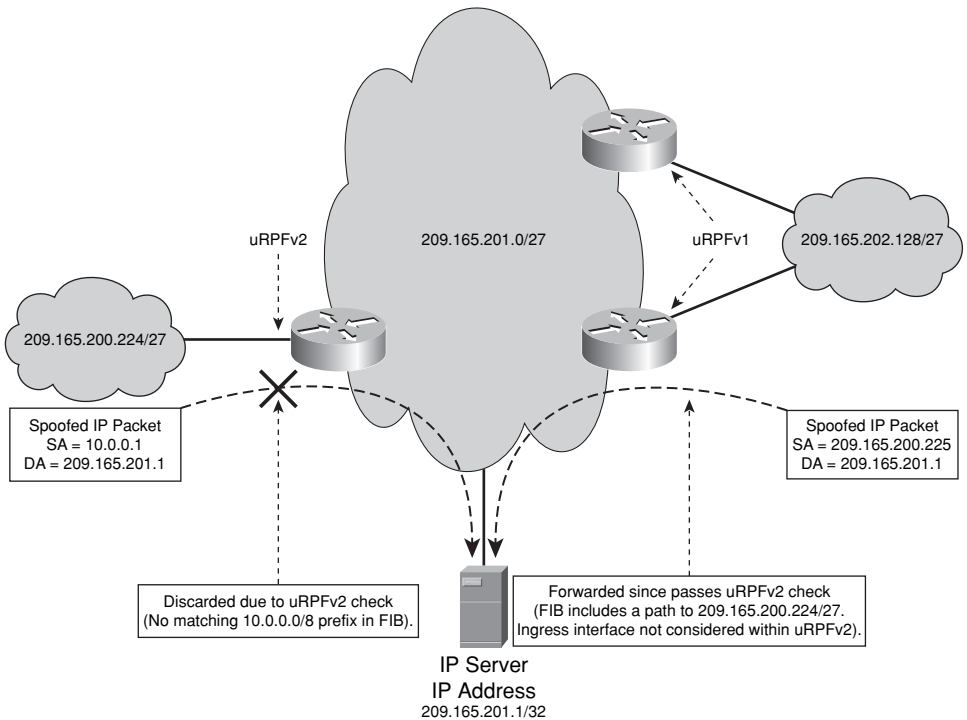 uRPFv2
209.165.201.0/27
uRPFv1
209.165.202.128/27
209.165.200.224/27
Spoofed IP Packet
SA = 10.0.0.1
DA = 209.165.201.1
Spoofed IP Packet
SA = 209.165.200.225
DA = 209.165.201.1
Discarded due to uRPFv2 check
(No matching 10.0.0.0/8 prefix in FIB).
Forwarded since passes uRPFv2 check
(FIB includes a path to 209.165.200.224/27.
Ingress interface not considered within uRPFv2).
IP Server
IP Address
209.165.201.1/32